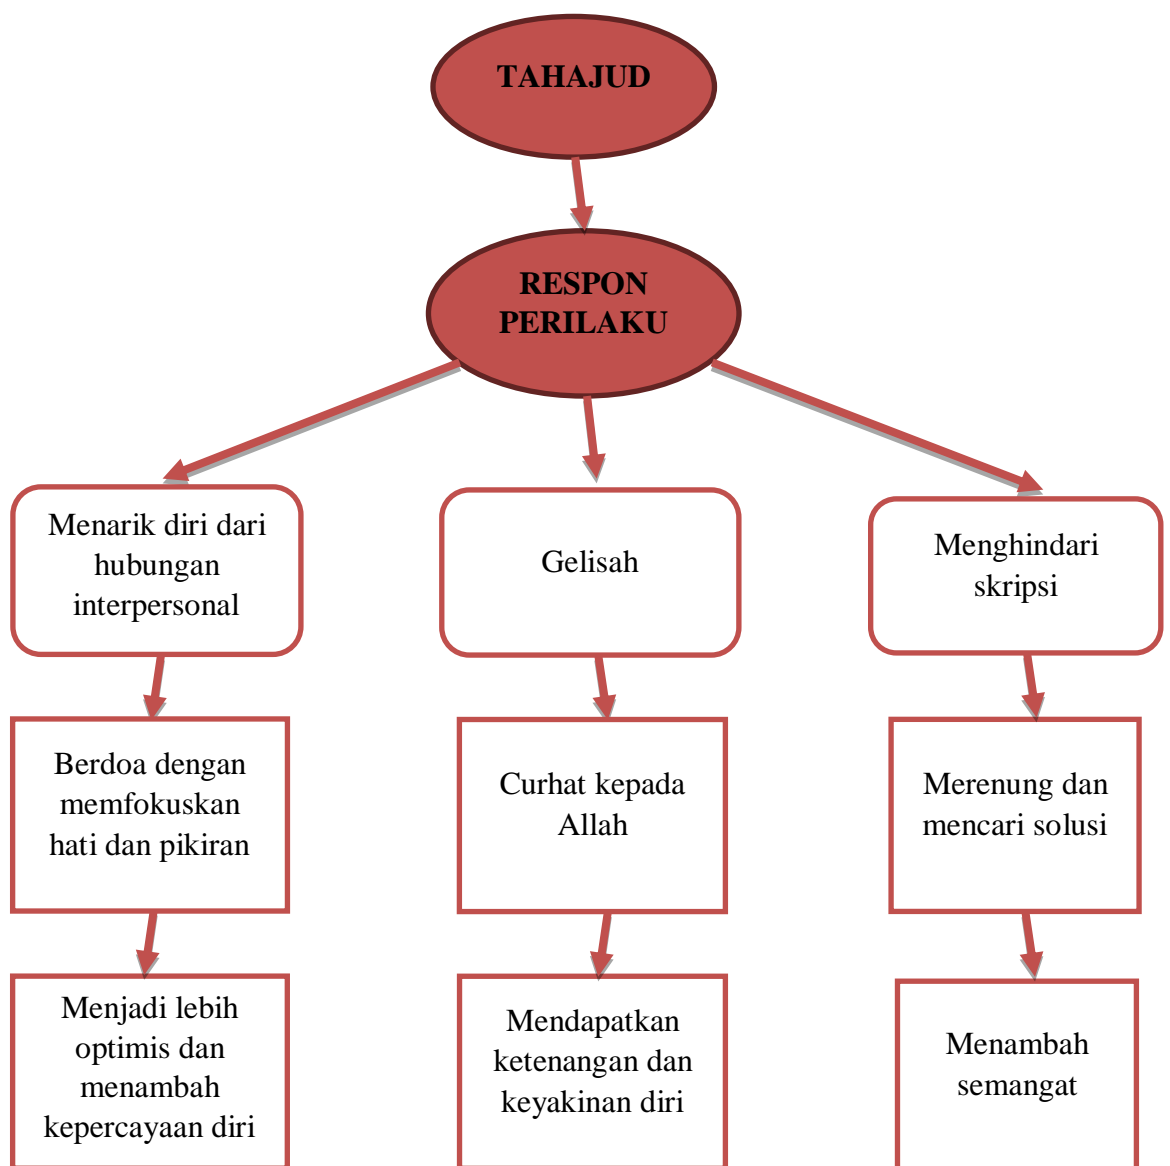 TAHAJUD
RESPON
PERILAKU
Menarik diri dari
hubungan
interpersonal
Gelisah
Menghindari
skripsi
Berdoa dengan
memfokuskan
hati dan pikiran
Curhat kepada
Allah
Merenung dan
mencari solusi
Menjadi lebih
optimis dan
menambah
kepercayaan diri
Mendapatkan
ketenangan dan
keyakinan diri
Menambah
semangat